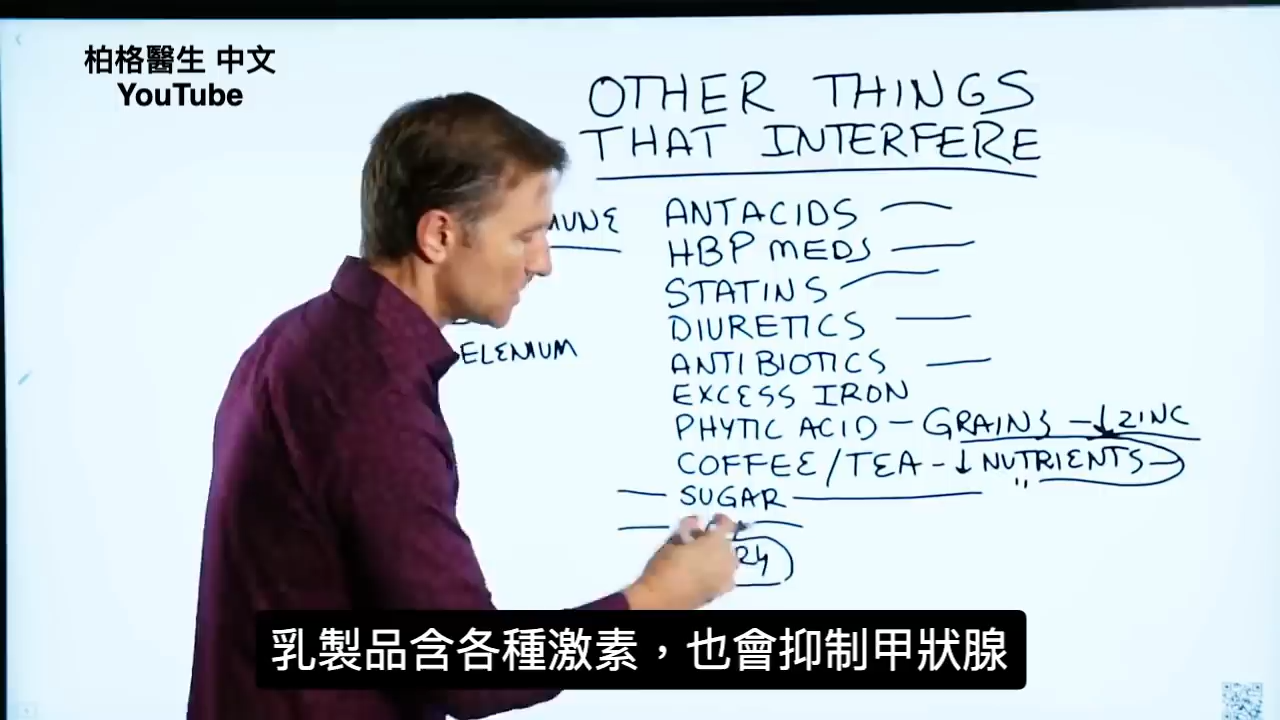 柏格醫生 中文
YouTube
OTHER THINGS
THAT INTERFERE
ANTACIDS
HBP MEDS
STATINS
DIURETICS
ELENIUM
ANTIBIOTICS
EXCESS IRON
PHYTIC ACID - GRAINS - ↓ ZINC
COFFEE/TEA - ↓ NUTRIENTS
SUGAR
乳製品含各種激素，也會抑制甲狀腺